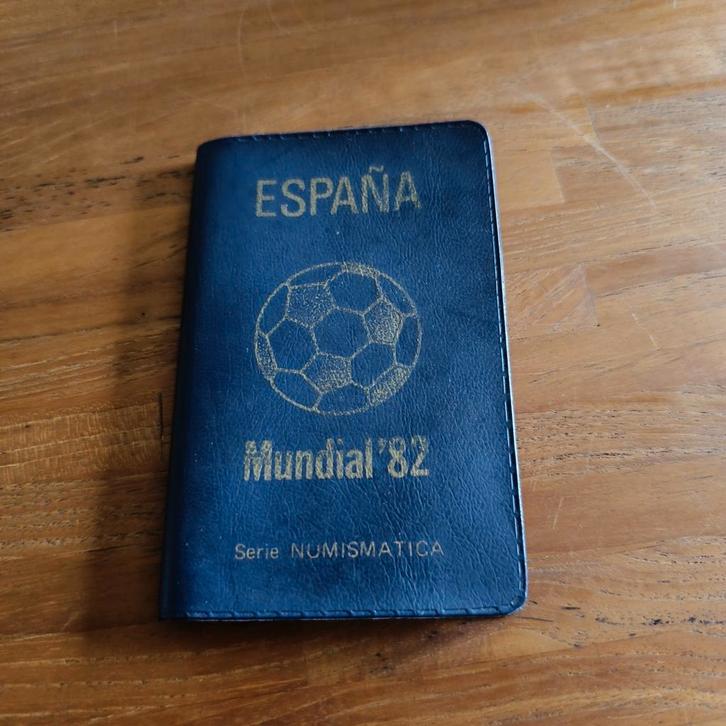 ESPAÑA
Mundial '82
Serie NUMISMATICA